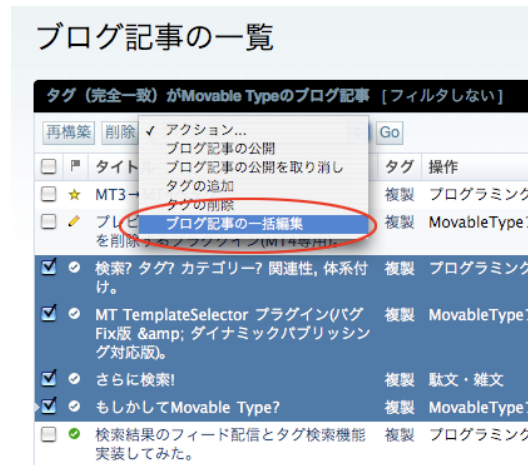 ブログ記事の一覧
タグ（完全一致）がMovable Typeのブログ記事 [フィルタしない]
再構築 削除 アクション... Go
ブログ記事の公開
ブログ記事の公開を取り消し
タグの追加
タグの削除
ブログ記事の一括編集
タイト タグ 操作
MT3→ 複製 プログラミング
プレビ 複製 MovableType
を削除するプラグイン(MT4専用)。
検索? タグ? カテゴリー? 関連性, 体系付 複製 プログラミング
け。
MT TemplateSelector プラグイン(バグ 複製 MovableType
Fix版 &amp; ダイナミックパブリッシン
グ対応版)。
さらに検索! 複製 駄文・雑文
もしかしてMovable Type? 複製 MovableType
検索結果のフィード配信とタグ検索機能 複製 プログラミング
実装してみた。